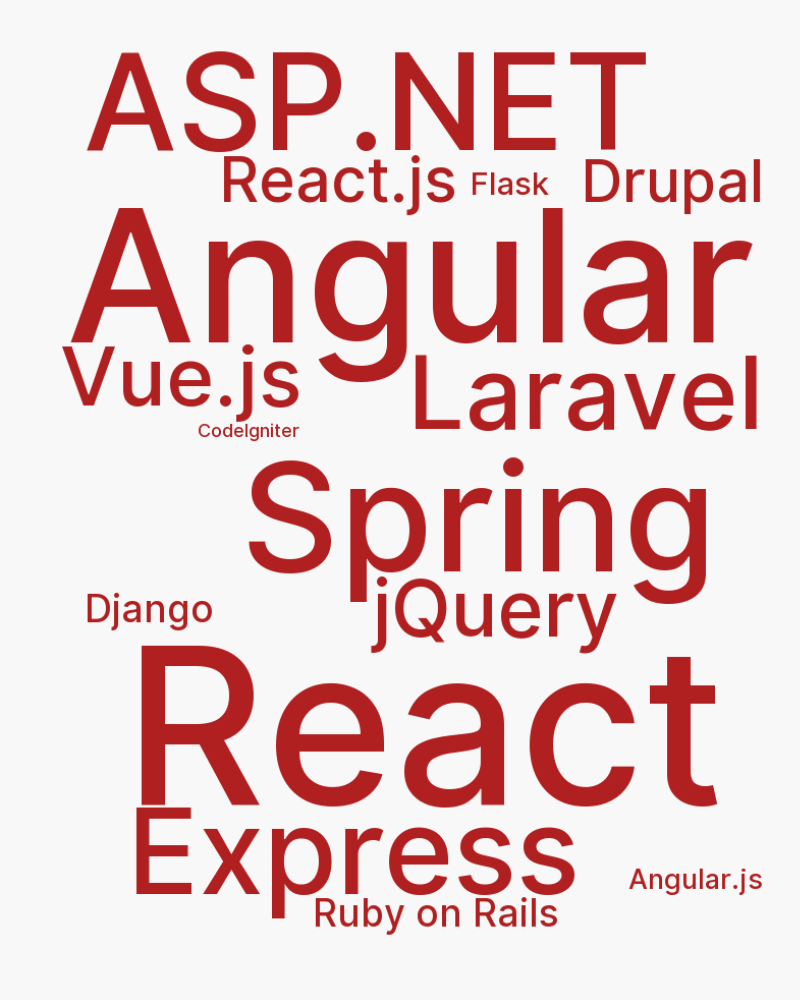 ASP.NET
React.js Flask Drupal
Angular
Vue.js Laravel
CodeIgniter
Spring
Django jQuery
React
Express
Angular.js
Ruby on Rails